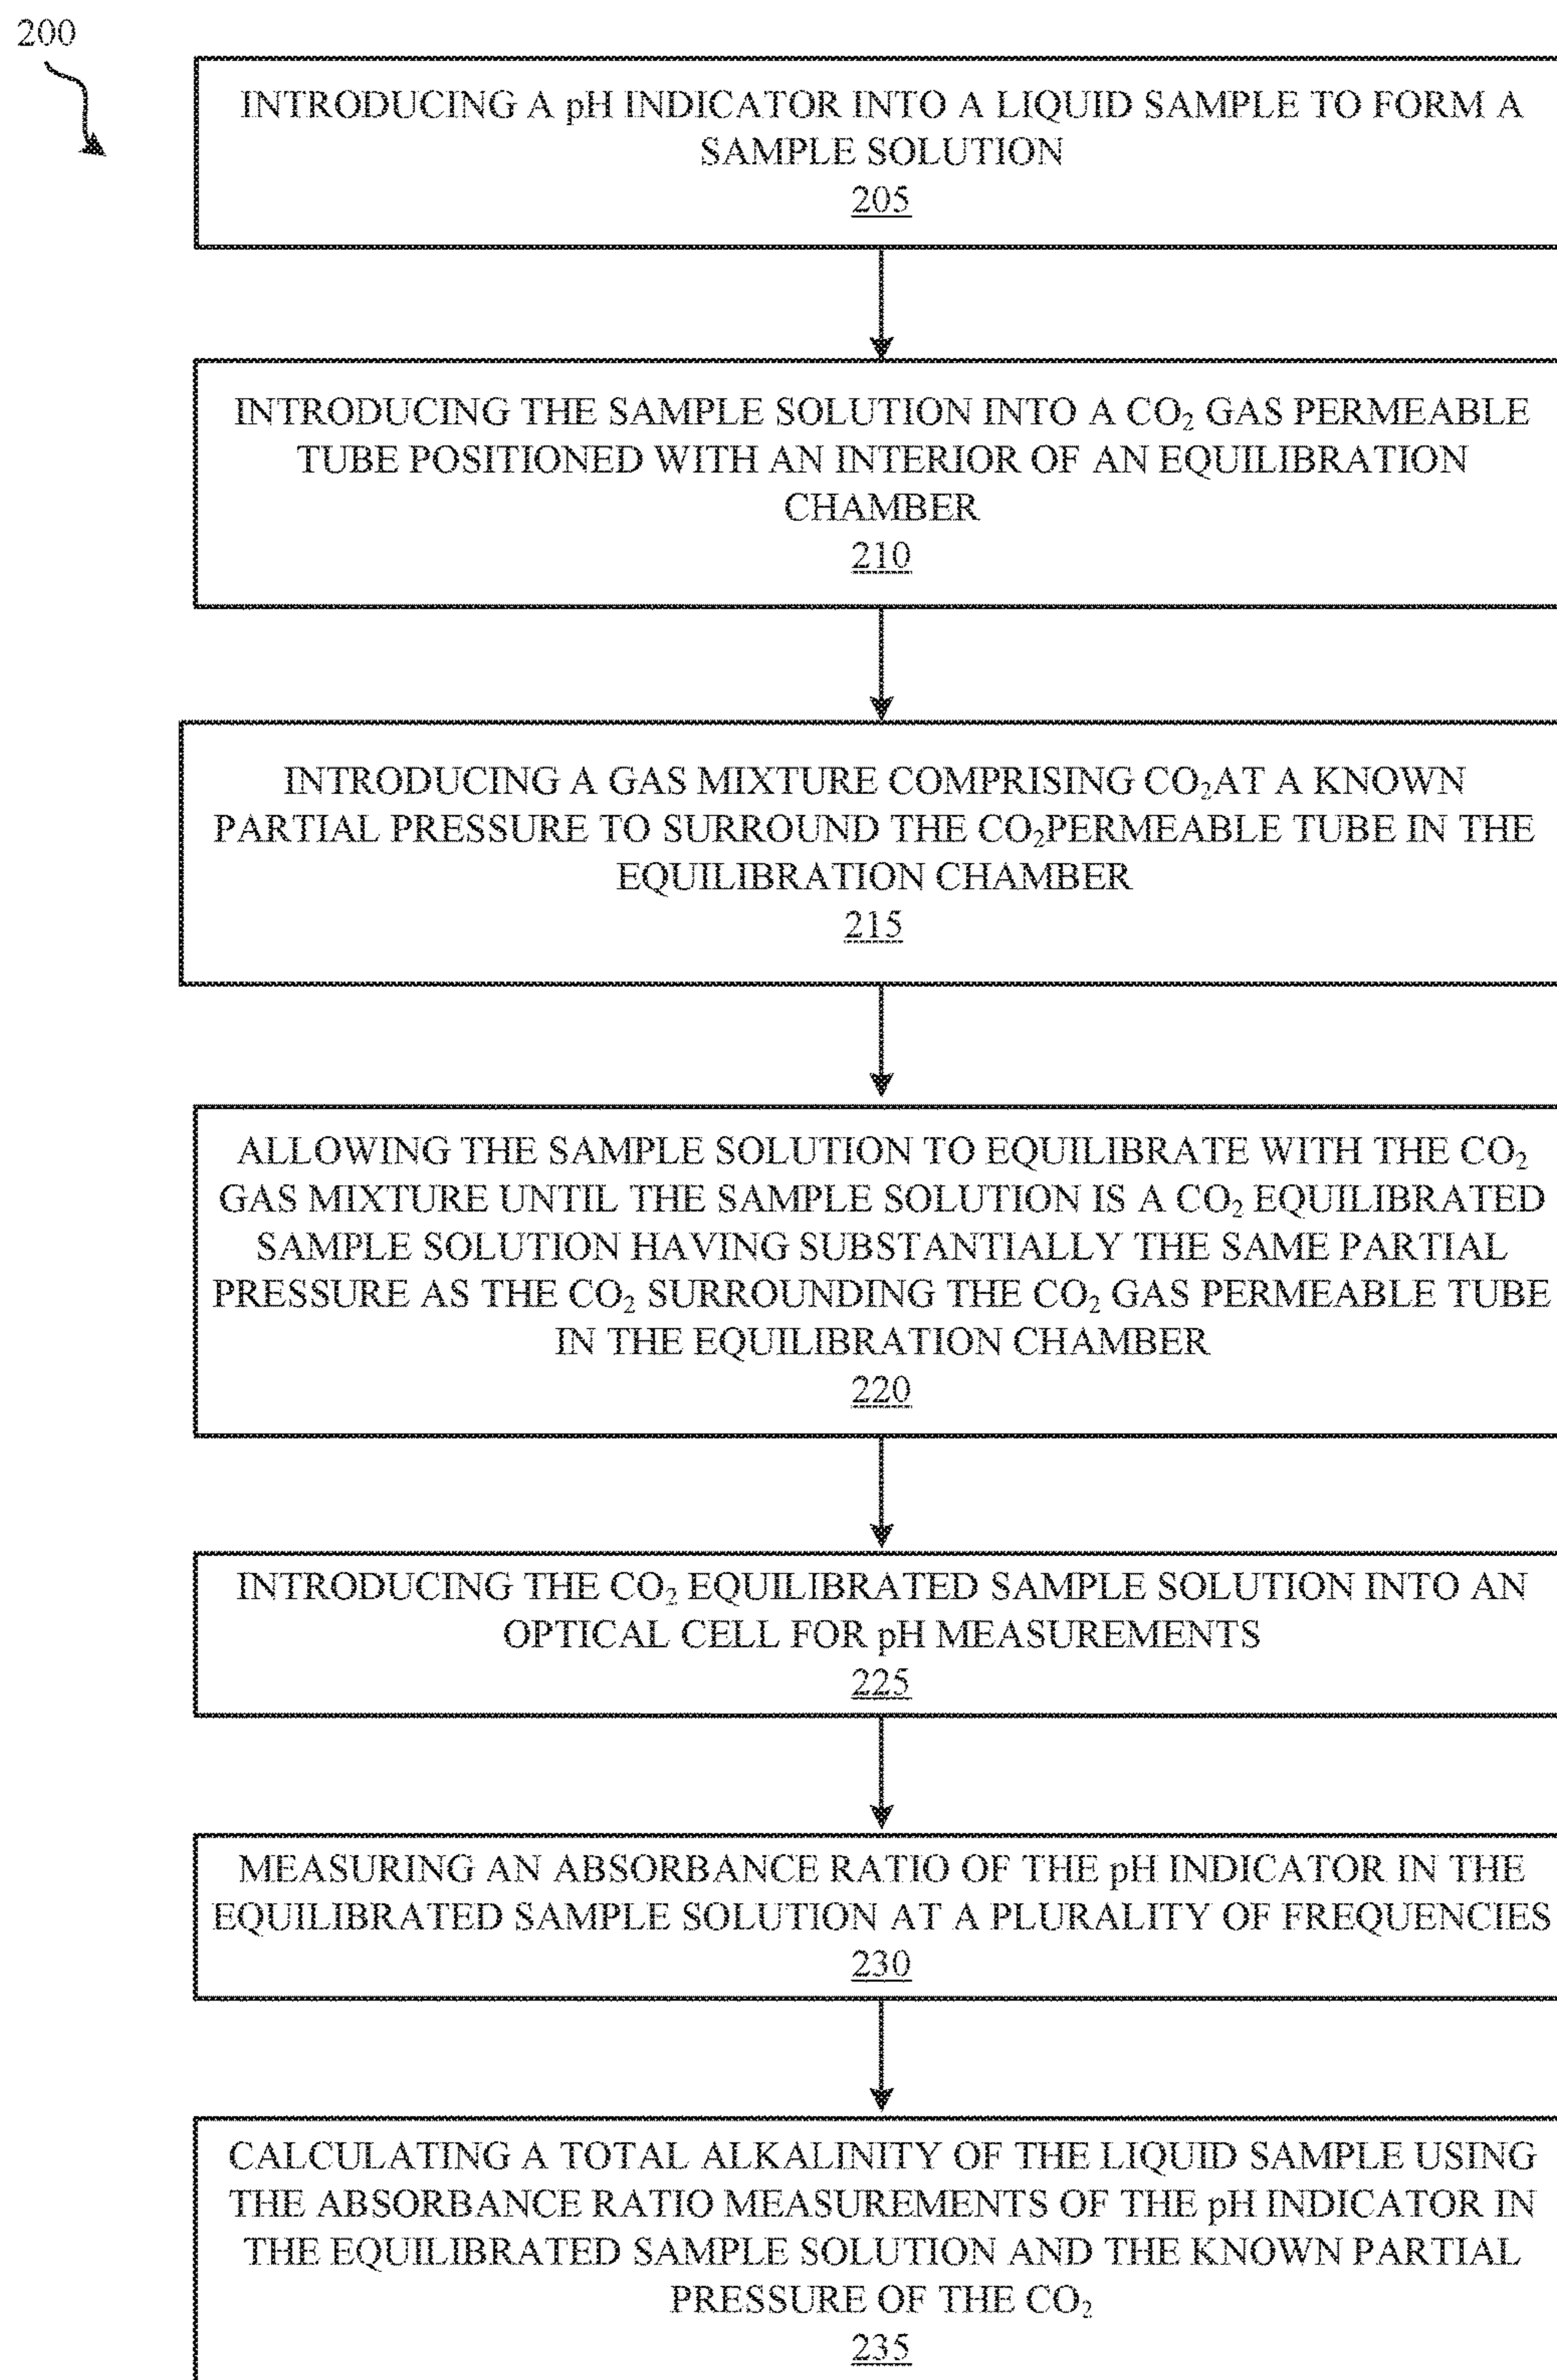 200
INTRODUCING A pH INDICATOR INTO A LIQUID SAMPLE TO FORM A
SAMPLE SOLUTION
205
INTRODUCING THE SAMPLE SOLUTION INTO A CO₂ GAS PERMEABLE
TUBE POSITIONED WITH AN INTERIOR OF AN EQUILIBRATION
CHAMBER
210
INTRODUCING A GAS MIXTURE COMPRISING CO₂AT A KNOWN
PARTIAL PRESSURE TO SURROUND THE CO₂PERMEABLE TUBE IN THE
EQUILIBRATION CHAMBER
215
ALLOWING THE SAMPLE SOLUTION TO EQUILIBRATE WITH THE CO₂
GAS MIXTURE UNTIL THE SAMPLE SOLUTION IS A CO₂ EQUILIBRATED
SAMPLE SOLUTION HAVING SUBSTANTIALLY THE SAME PARTIAL
PRESSURE AS THE CO₂ SURROUNDING THE CO₂ GAS PERMEABLE TUBE
IN THE EQUILIBRATION CHAMBER
220
INTRODUCING THE CO₂ EQUILIBRATED SAMPLE SOLUTION INTO AN
OPTICAL CELL FOR pH MEASUREMENTS
225
MEASURING AN ABSORBANCE RATIO OF THE pH INDICATOR IN THE
EQUILIBRATED SAMPLE SOLUTION AT A PLURALITY OF FREQUENCIES
230
CALCULATING A TOTAL ALKALINITY OF THE LIQUID SAMPLE USING
THE ABSORBANCE RATIO MEASUREMENTS OF THE pH INDICATOR IN
THE EQUILIBRATED SAMPLE SOLUTION AND THE KNOWN PARTIAL
PRESSURE OF THE CO₂
235